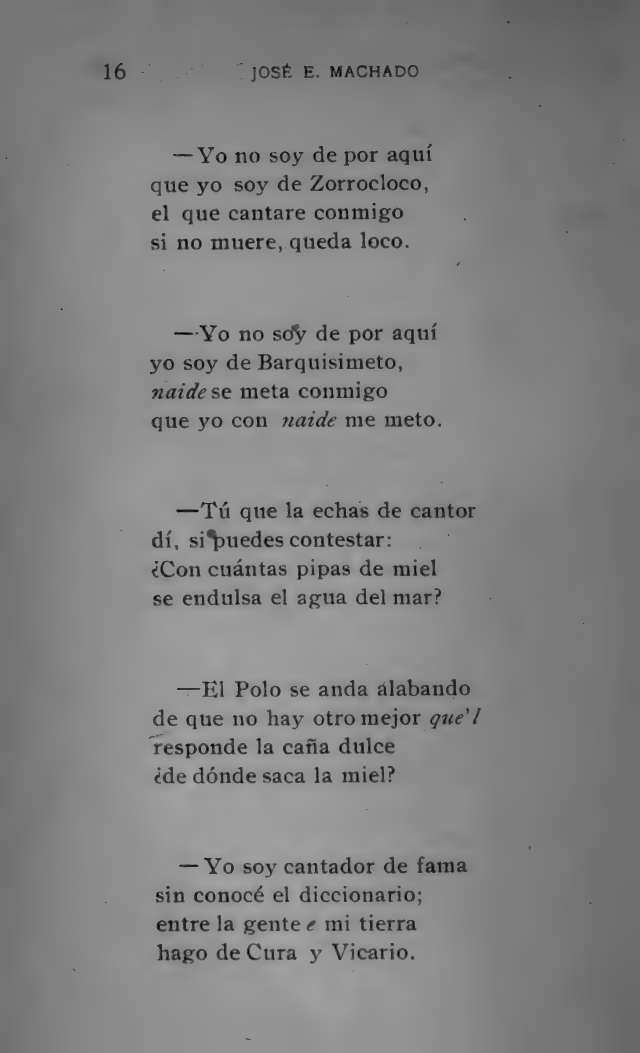 16 JOSÉ E. MACHADO
—Yo no soy de por aquí
que yo soy de Zorrocloco,
el que cantare conmigo
si no muere, queda loco.
—Yo no soy de por aquí
yo soy de Barquisimeto,
naide se meta conmigo
que yo con naide me meto.
—Tú que la echas de cantor
dí, si puedes contestar:
¿Con cuántas pipas de miel
se endulsa el agua del mar?
—El Polo se anda alabando
de que no hay otro mejor que'l
responde la caña dulce
¿de dónde saca la miel?
—Yo soy cantador de fama
sin conocé el diccionario;
entre la gente e mi tierra
hago de Cura y Vicario.